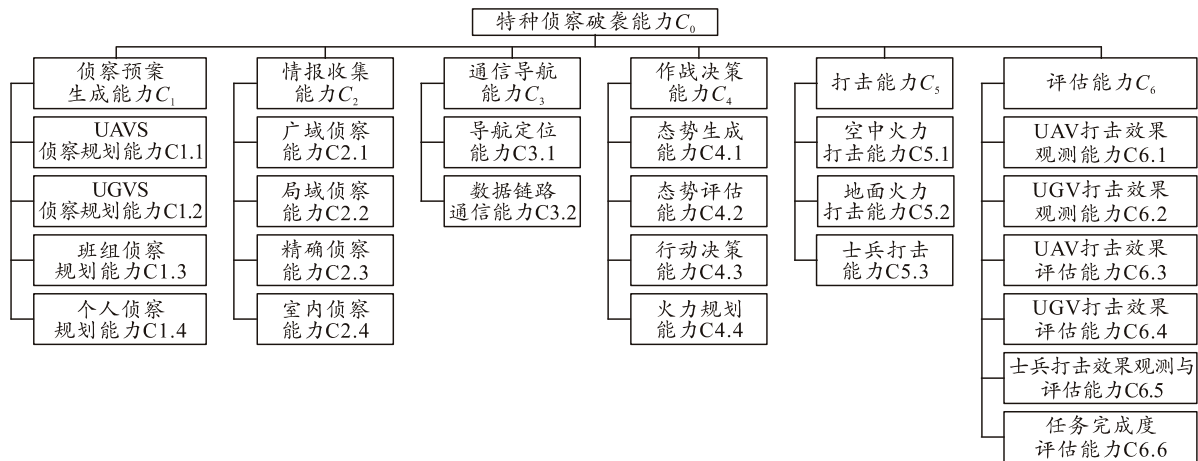 特种侦察破袭能力C₀
侦察预案
生成能力C₁
UAVS
侦察规划能力C1.1
UGVS
侦察规划能力C1.2
班组侦察
规划能力C1.3
个人侦察
规划能力C1.4
情报收集
能力C₂
广域侦察
能力C2.1
局域侦察
能力C2.2
精确侦察
能力C2.3
室内侦察
能力C2.4
通信导航
能力C₃
导航定位
能力C3.1
数据链路
通信能力C3.2
作战决策
能力C₄
态势生成
能力C4.1
态势评估
能力C4.2
行动决策
能力C4.3
火力规划
能力C4.4
打击能力C₅
空中火力
打击能力C5.1
地面火力
打击能力C5.2
士兵打击
能力C5.3
评估能力C₆
UAV打击效果
观测能力C6.1
UGV打击效果
观测能力C6.2
UAV打击效果
评估能力C6.3
UGV打击效果
评估能力C6.4
士兵打击效果观测与
评估能力C6.5
任务完成度
评估能力C6.6